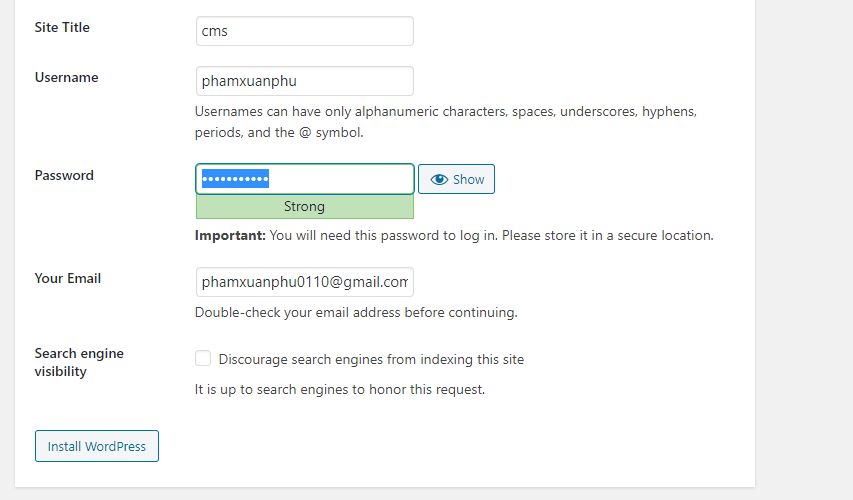 Site Title
cms
Username
phamxuanphu
Usernames can have only alphanumeric characters, spaces, underscores, hyphens,
periods, and the @ symbol.
Password
•••••••••••
Show
Strong
Important: You will need this password to log in. Please store it in a secure location.
Your Email
phamxuanphu0110@gmail.com
Double-check your email address before continuing.
Search engine
visibility
Discourage search engines from indexing this site
It is up to search engines to honor this request.
Install WordPress